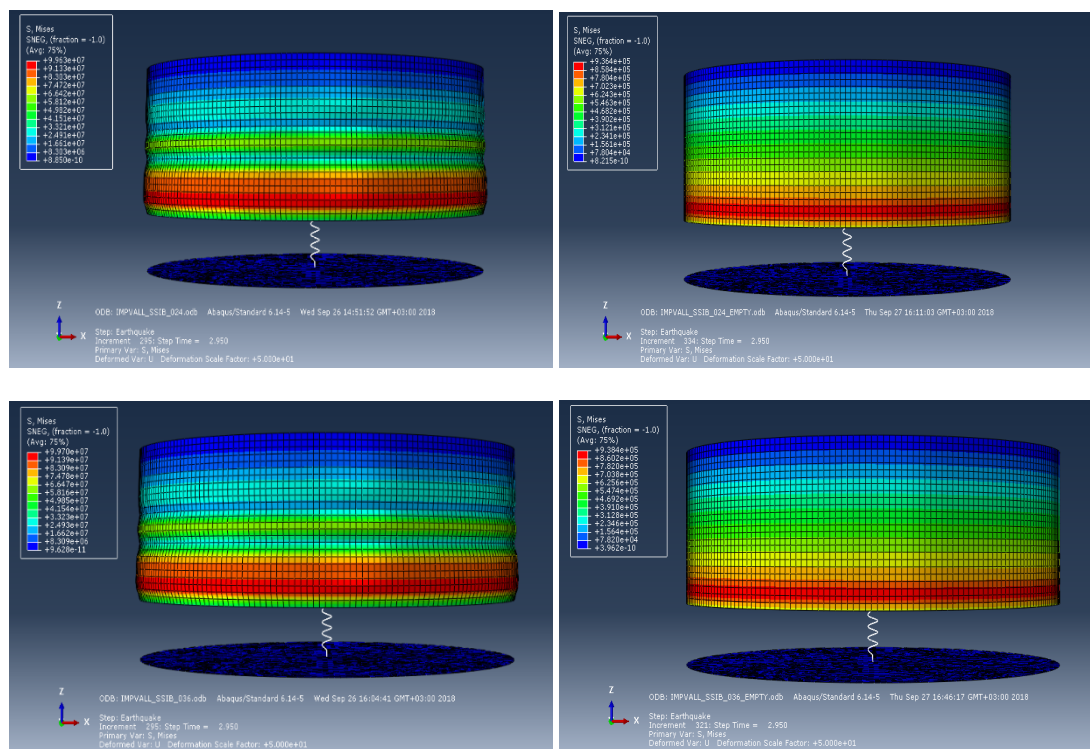 S, Mises
SNEG, (fraction = -1.0)
(Avg: 75%)
+9.963e+07
+9.133e+07
+8.303e+07
+7.472e+07
+6.642e+07
+5.812e+07
+4.982e+07
+4.151e+07
+3.321e+07
+2.491e+07
+1.661e+07
+8.303e+06
+8.850e-10
Z
X
ODB: IMPVALL_SSIB_024.odb Abaqus/Standard 6.14-5 Wed Sep 26 14:51:52 GMT+03:00 2018
Step: Earthquake
Increment 295: Step Time = 2.950
Primary Var: S, Mises
Deformed Var: U Deformation Scale Factor: +5.000e+01
S, Mises
SNEG, (fraction = -1.0)
(Avg: 75%)
+9.364e+05
+8.584e+05
+7.804e+05
+7.023e+05
+6.243e+05
+5.463e+05
+4.682e+05
+3.902e+05
+3.121e+05
+2.341e+05
+1.561e+05
+7.804e+04
+8.215e-10
Z
X
ODB: IMPVALL_SSIB_024_EMPTY.odb Abaqus/Standard 6.14-5 Thu Sep 27 16:11:03 GMT+03:00 2018
Step: Earthquake
Increment 334: Step Time = 2.950
Primary Var: S, Mises
Deformed Var: U Deformation Scale Factor: +5.000e+01
S, Mises
SNEG, (fraction = -1.0)
(Avg: 75%)
+9.970e+07
+9.139e+07
+8.309e+07
+7.478e+07
+6.647e+07
+5.816e+07
+4.985e+07
+4.154e+07
+3.323e+07
+2.493e+07
+1.662e+07
+8.309e+06
+9.628e-11
Z
X
ODB: IMPVALL_SSIB_036.odb Abaqus/Standard 6.14-5 Wed Sep 26 16:04:41 GMT+03:00 2018
Step: Earthquake
Increment 295: Step Time = 2.950
Primary Var: S, Mises
Deformed Var: U Deformation Scale Factor: +5.000e+01
S, Mises
SNEG, (fraction = -1.0)
(Avg: 75%)
+9.384e+05
+8.602e+05
+7.820e+05
+7.038e+05
+6.256e+05
+5.474e+05
+4.692e+05
+3.910e+05
+3.128e+05
+2.346e+05
+1.564e+05
+7.820e+04
+3.962e-10
Z
X
ODB: IMPVALL_SSIB_036_EMPTY.odb Abaqus/Standard 6.14-5 Thu Sep 27 16:46:17 GMT+03:00 2018
Step: Earthquake
Increment 321: Step Time = 2.950
Primary Var: S, Mises
Deformed Var: U Deformation Scale Factor: +5.000e+01